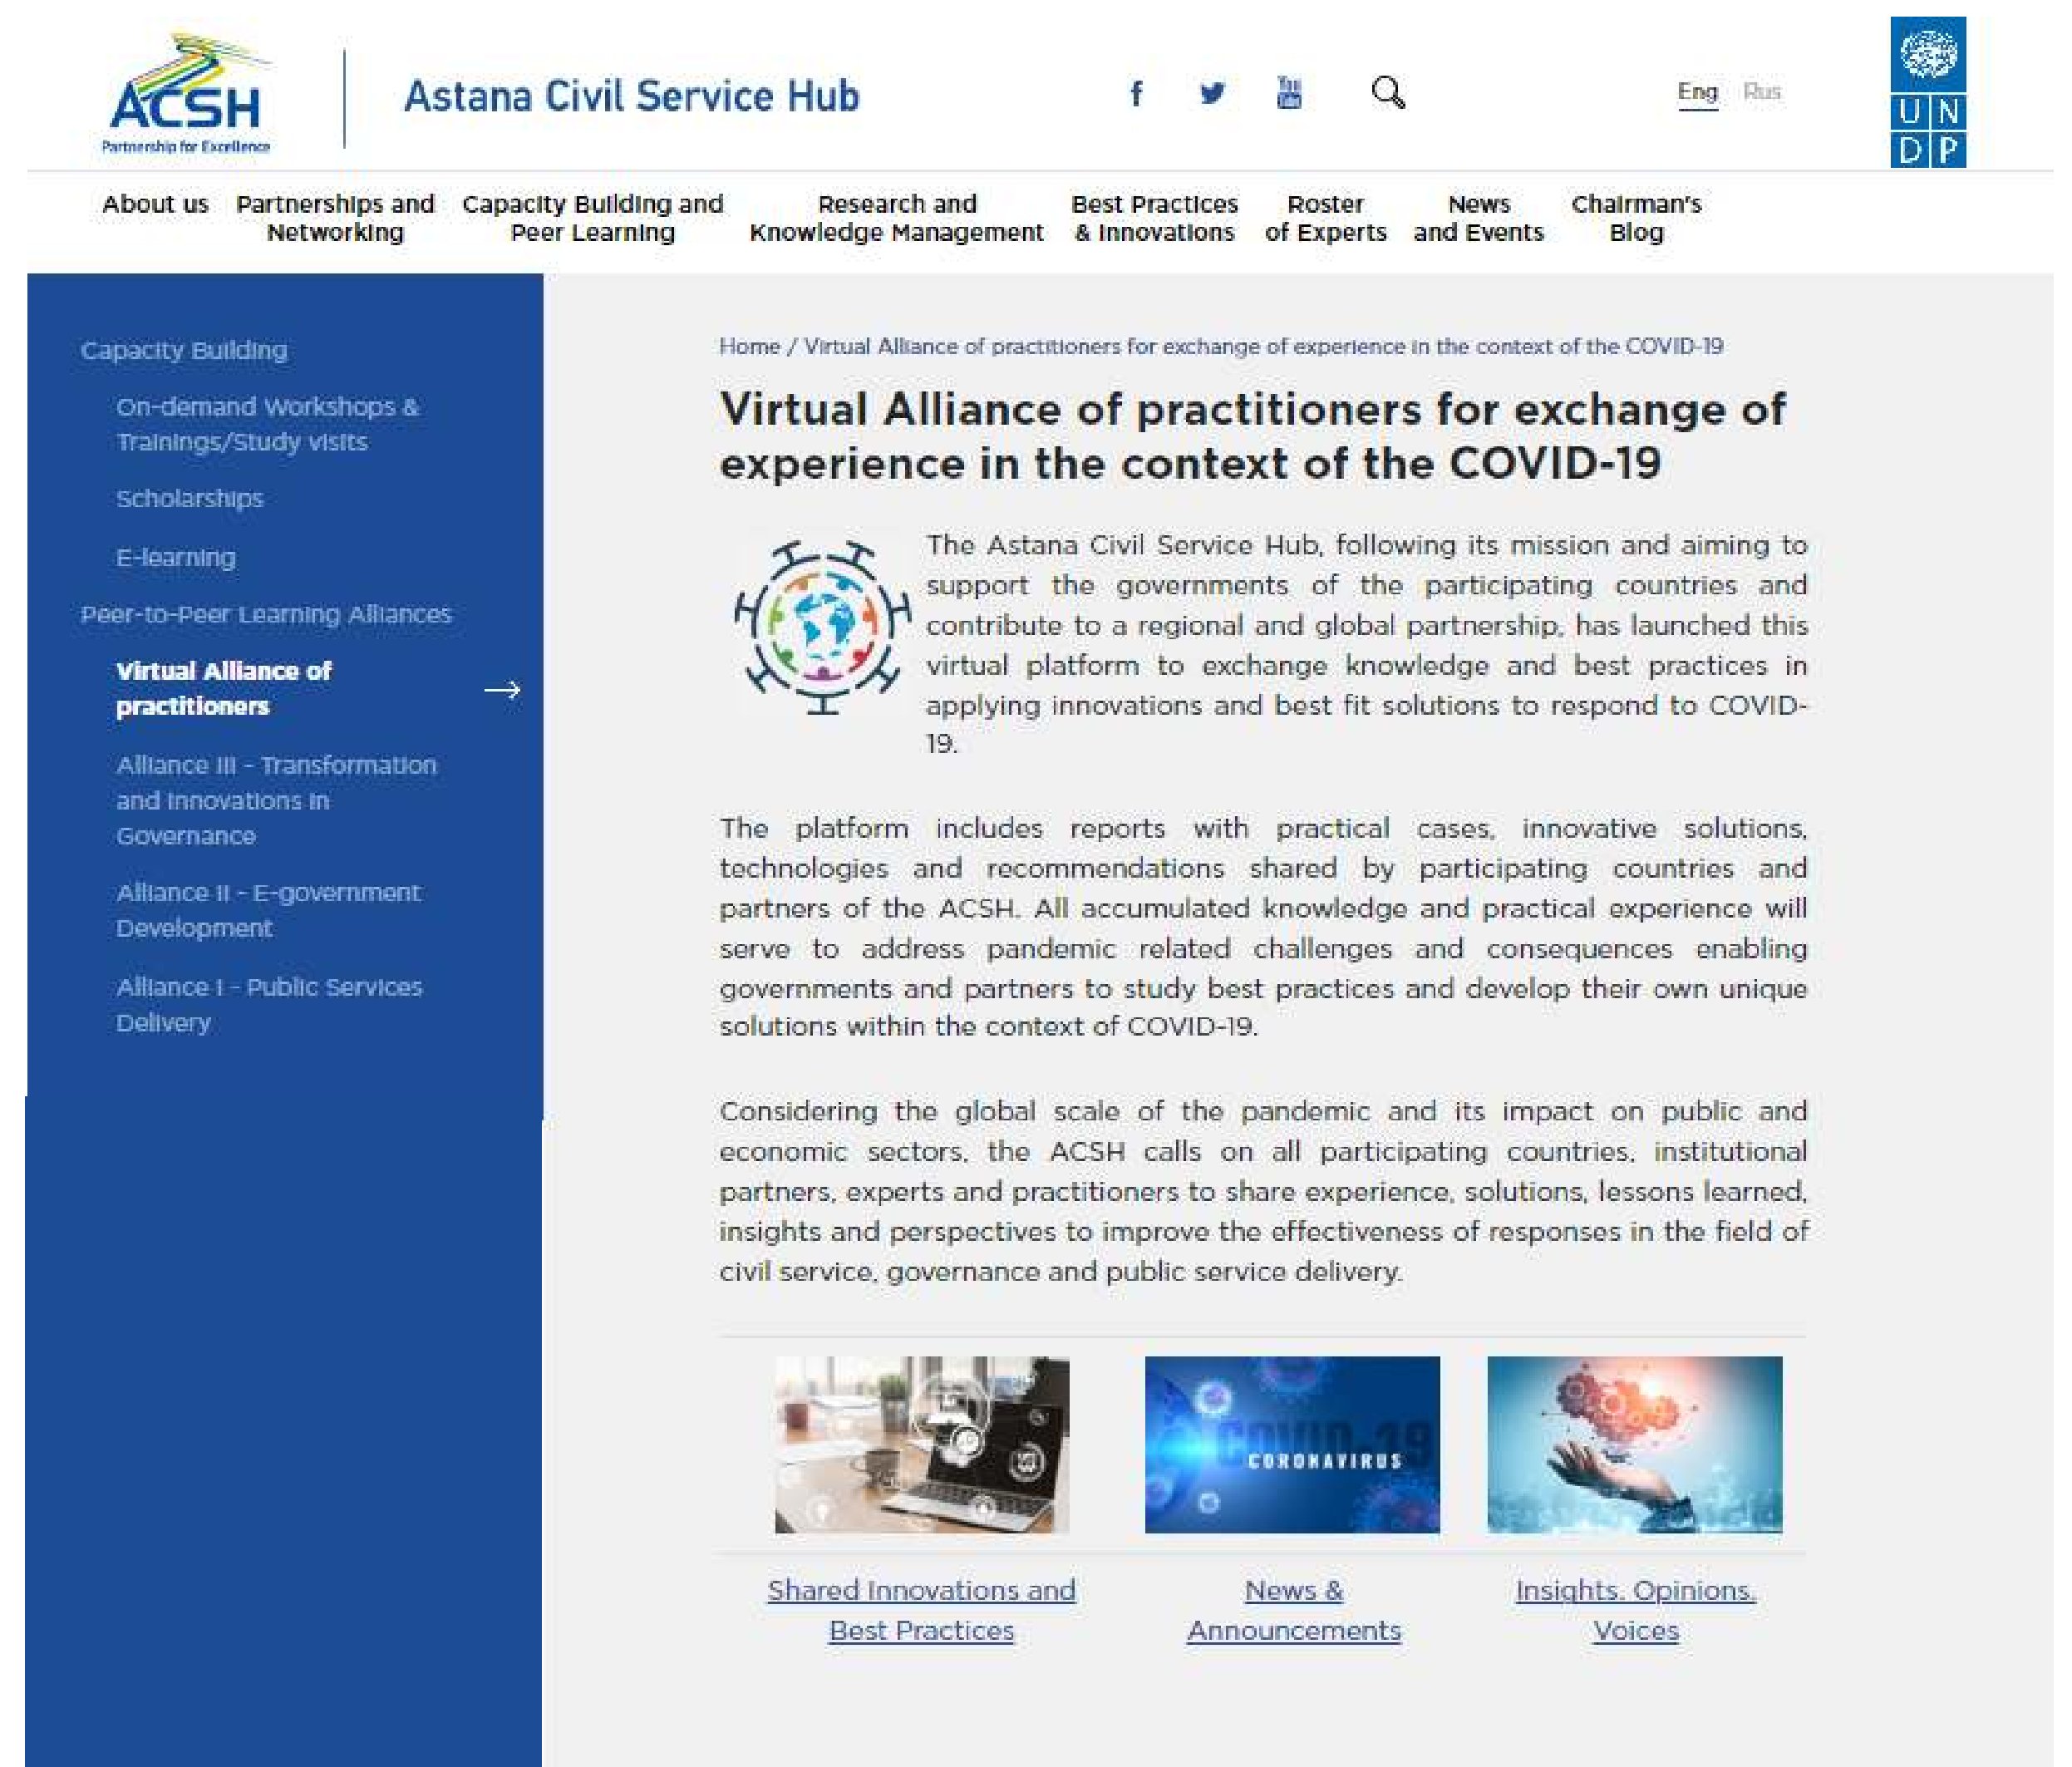 ACSH
Partnership for Excellence
Astana Civil Service Hub
f
You
Tube
Eng Rus
U N
D P
About us
Partnerships and
Networking
Capacity Building and
Peer Learning
Research and
Knowledge Management
Best Practices
& Innovations
Roster
of Experts
News
and Events
Chairman's
Blog
Capacity Building
On-demand Workshops &
Trainings/Study visits
Scholarships
E-learning
Peer-to-Peer Learning Alliances
Virtual Alliance of
practitioners
Alliance III - Transformation
and Innovations in
Governance
Alliance II - E-government
Development
Alliance I - Public Services
Delivery
Home / Virtual Alliance of practitioners for exchange of experience in the context of the COVID-19
Virtual Alliance of practitioners for exchange of
experience in the context of the COVID-19
The Astana Civil Service Hub, following its mission and aiming to
support the governments of the participating countries and
contribute to a regional and global partnership, has launched this
virtual platform to exchange knowledge and best practices in
applying innovations and best fit solutions to respond to COVID-
19.
The platform includes reports with practical cases, innovative solutions,
technologies and recommendations shared by participating countries and
partners of the ACSH. All accumulated knowledge and practical experience will
serve to address pandemic related challenges and consequences enabling
governments and partners to study best practices and develop their own unique
solutions within the context of COVID-19.
Considering the global scale of the pandemic and its impact on public and
economic sectors, the ACSH calls on all participating countries, institutional
partners, experts and practitioners to share experience, solutions, lessons learned,
insights and perspectives to improve the effectiveness of responses in the field of
civil service, governance and public service delivery.
COVID-19
CORONAVIRUS
Shared Innovations and
Best Practices
News &
Announcements
Insights. Opinions.
Voices